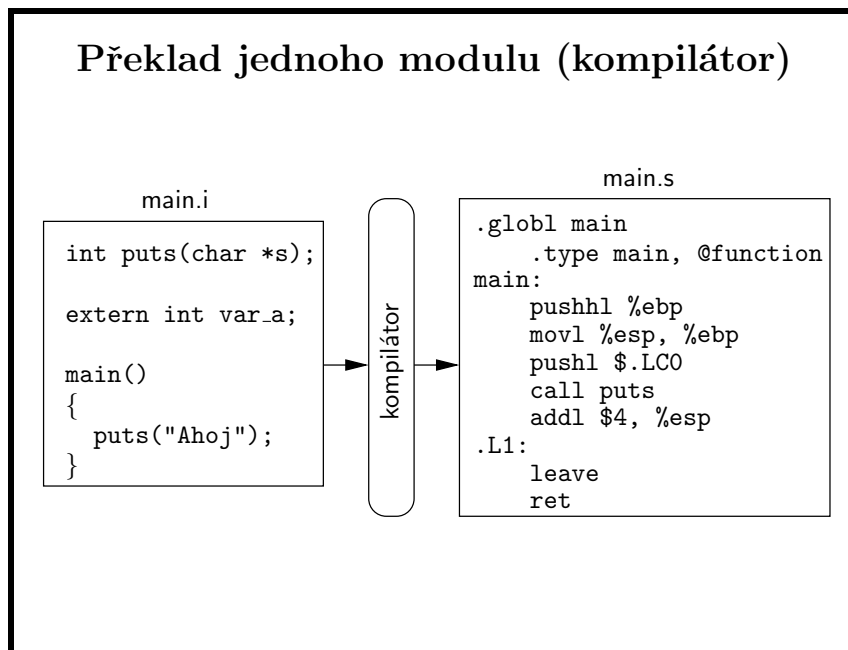 Překlad jednoho modulu (kompilátor)
main.i
int puts(char *s);
extern int var_a;
main()
{
puts("Ahoj");
}
kompilátor
main.s
.globl main
.type main, @function
main:
pushhl %ebp
movl %esp, %ebp
pushl $.LC0
call puts
addl $4, %esp
.L1:
leave
ret